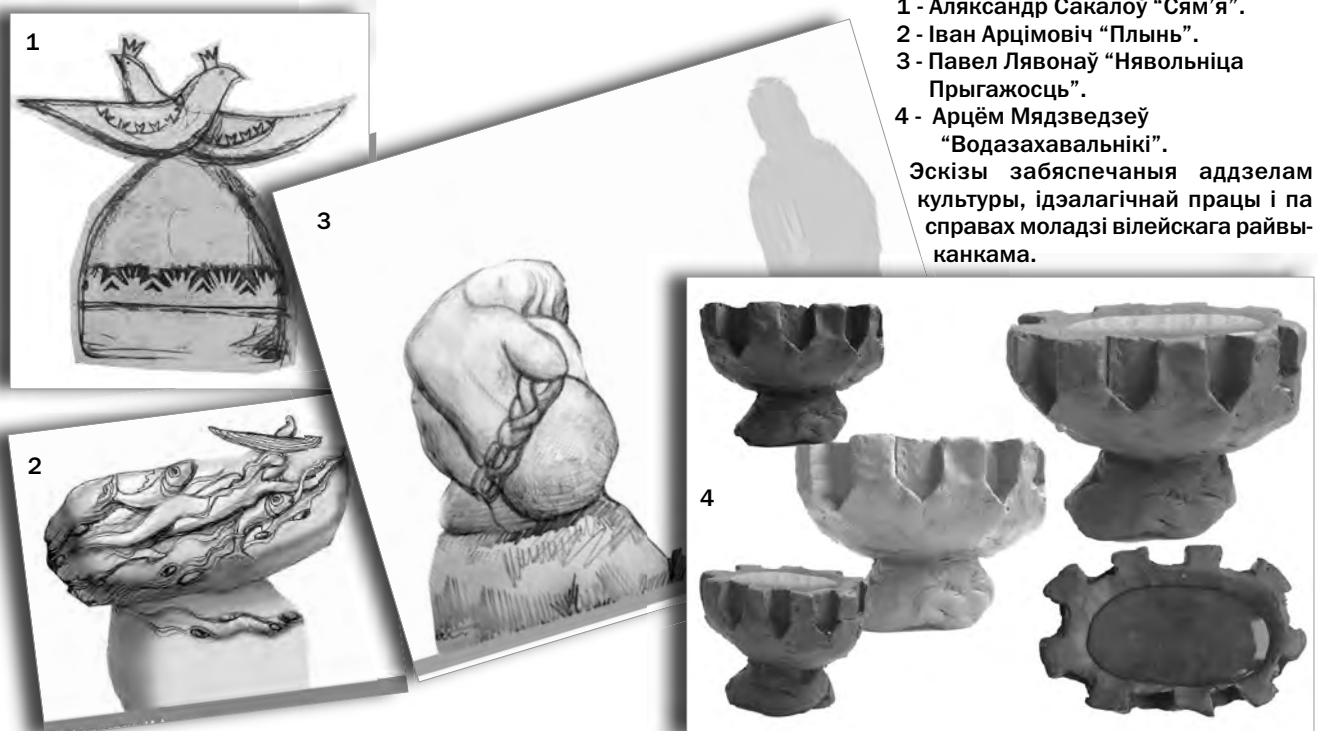 1 - Аляксандр Сакалоў “Сям’я”.
2 - Іван Арцімовіч “Плынь”.
3 - Павел Лявонаў “Нявольніца
Прыгажосць”.
4 - Арцём Мядзведзеў
“Водазахавальнікі”.
Эскізы забяспечаныя аддзелам
культуры, ідэалагічнай працы і па
справах моладзі вілейскага райвы-
канкама.
1
3
2
4